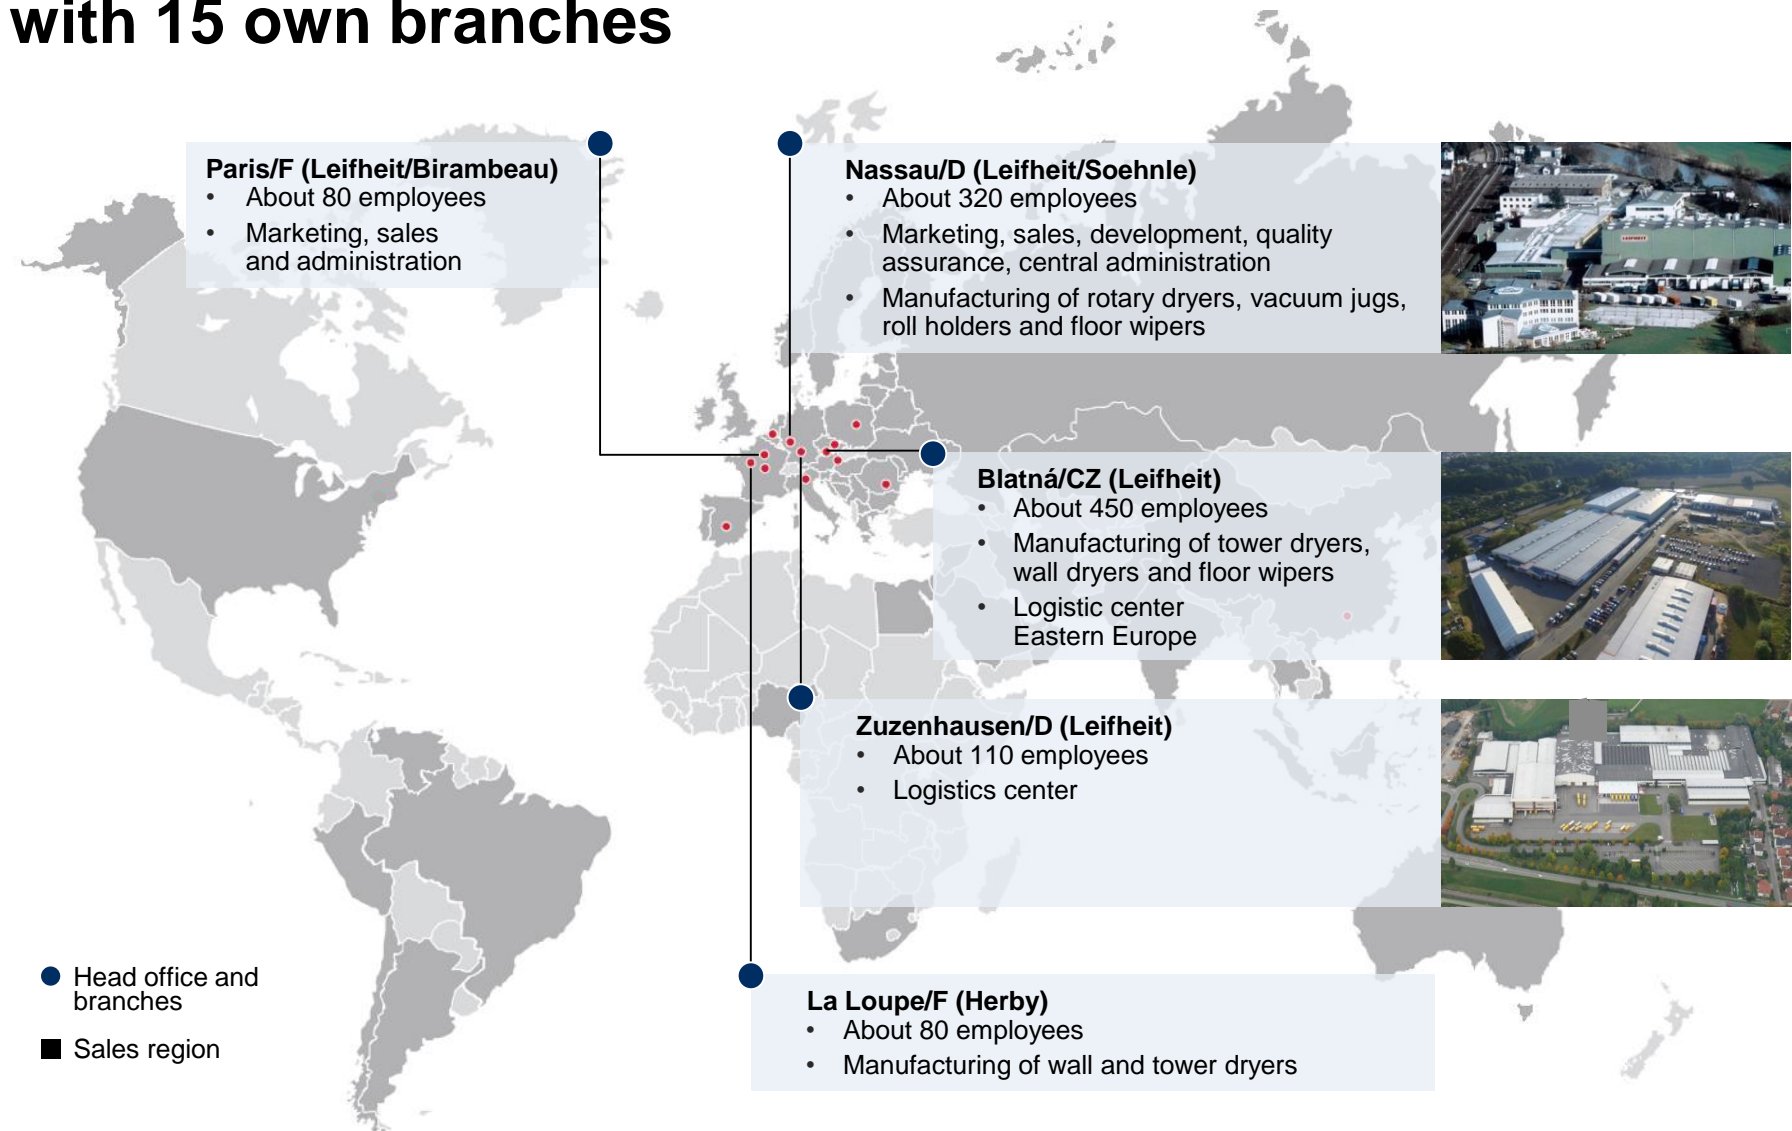 with 15 own branches
Paris/F (Leifheit/Birambeau)
• About 80 employees
• Marketing, sales
and administration
Nassau/D (Leifheit/Soehnle)
• About 320 employees
• Marketing, sales, development, quality
assurance, central administration
• Manufacturing of rotary dryers, vacuum jugs,
roll holders and floor wipers
LEIFHEIT
Blatná/CZ (Leifheit)
• About 450 employees
• Manufacturing of tower dryers,
wall dryers and floor wipers
• Logistic center
Eastern Europe
Zuzenhausen/D (Leifheit)
• About 110 employees
• Logistics center
Head office and
branches
Sales region
La Loupe/F (Herby)
• About 80 employees
• Manufacturing of wall and tower dryers